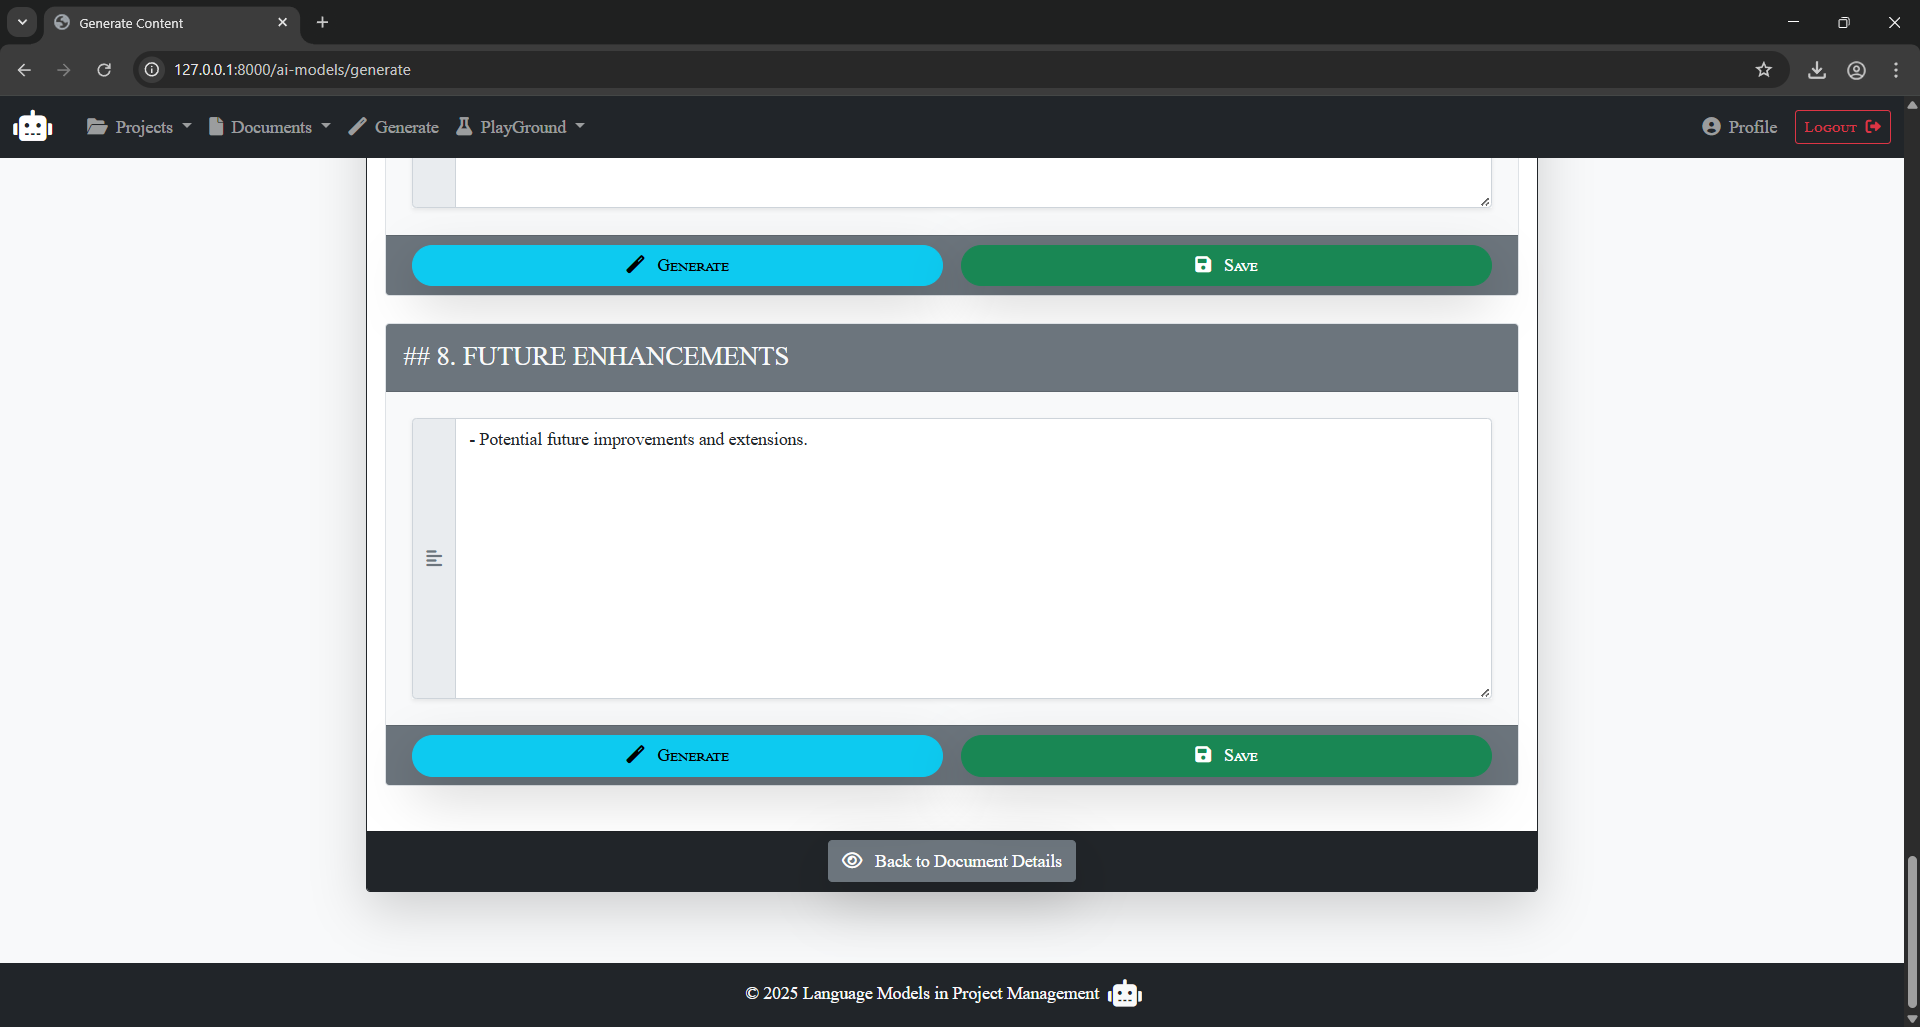 Generate Content
127.0.0.1:8000/ai-models/generate
Projects Documents Generate PlayGround Profile Logout
Generate Save
## 8. FUTURE ENHANCEMENTS
- Potential future improvements and extensions.
Generate Save
Back to Document Details
© 2025 Language Models in Project Management